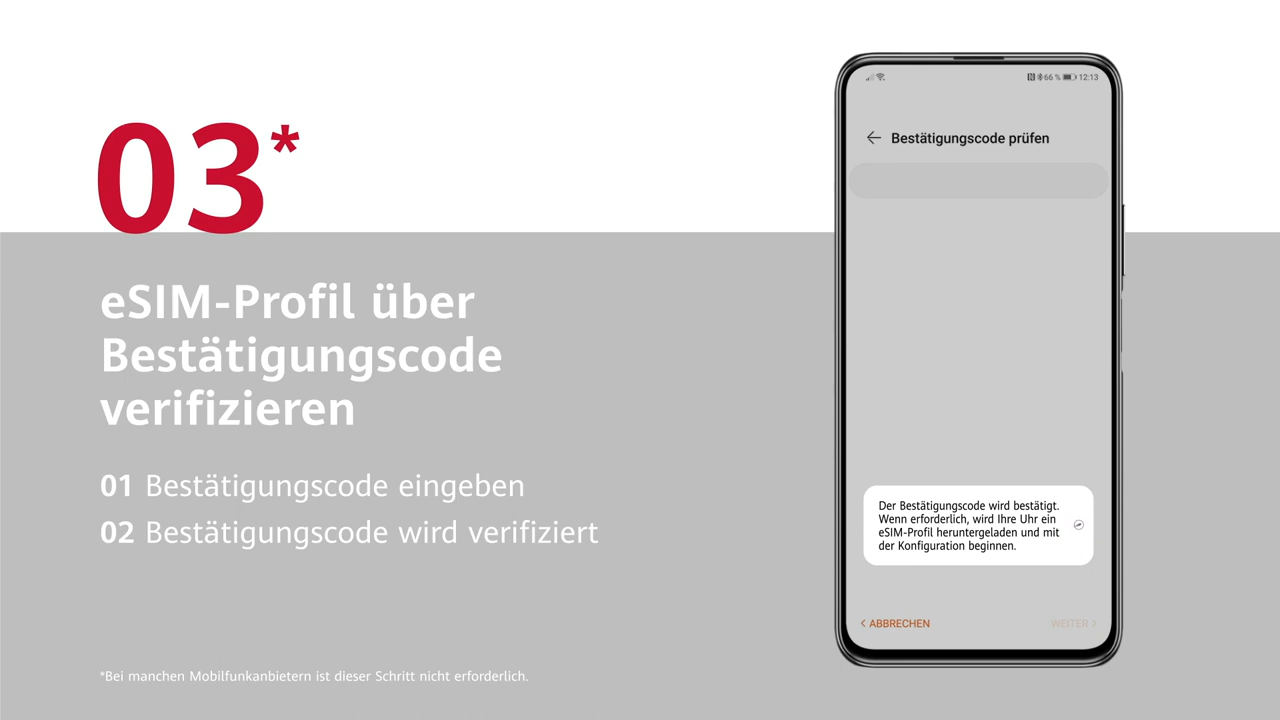 03*
eSIM-Profil über
Bestätigungscode
verifizieren
01 Bestätigungscode eingeben
02 Bestätigungscode wird verifiziert
*Bei manchen Mobilfunkanbietern ist dieser Schritt nicht erforderlich.
66 % 12:13
Bestätigungscode prüfen
Der Bestätigungscode wird bestätigt.
Wenn erforderlich, wird Ihre Uhr ein
eSIM-Profil heruntergeladen und mit
der Konfiguration beginnen.
< ABBRECHEN WEITER >